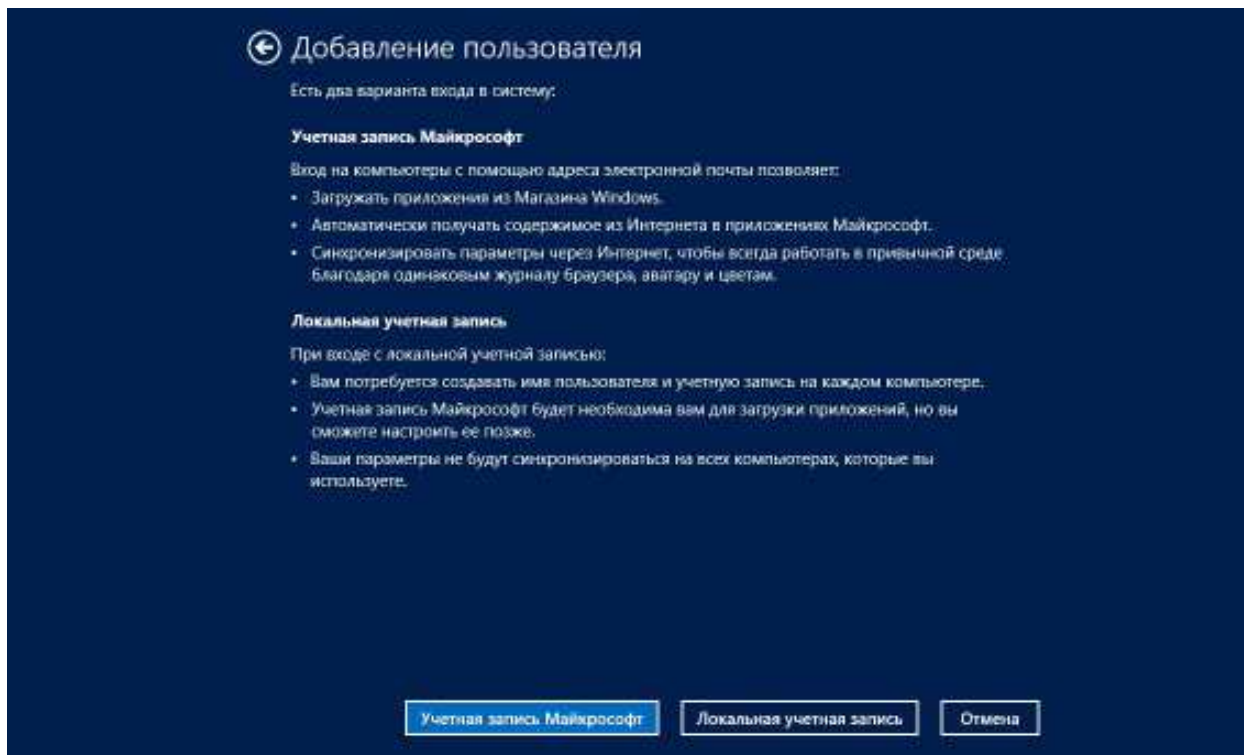 Добавление пользователя
Есть два варианта входа в систему:
Учетная запись Майкрософт
Вход на компьютеры с помощью адреса электронной почты позволяет:
• Загружать приложения из Магазина Windows.
• Автоматически получать содержимое из Интернета в приложениях Майкрософт.
• Синхронизировать параметры через Интернет, чтобы всегда работать в привычной среде
благодаря одинаковым журналу браузера, аватару и цветам.
Локальная учетная запись
При входе с локальной учетной записью:
• Вам потребуется создавать имя пользователя и учетную запись на каждом компьютере.
• Учетная запись Майкрософт будет необходима вам для загрузки приложений, но вы
сможете настроить ее позже.
• Ваши параметры не будут синхронизироваться на всех компьютерах, которые вы
используете.
Учетная запись Майкрософт
Локальная учетная запись
Отмена